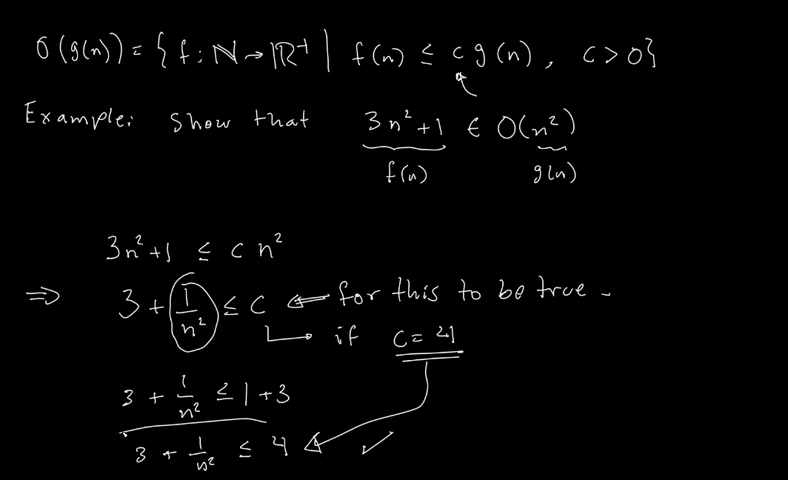 O(g(n)) = { f : ℕ → ℝ⁺ | f(n) ≤ c g(n), c > 0 }
Example: Show that 3n² + 1 ∈ O(n²)
f(n) g(n)
3n² + 1 ≤ c n²
⇒ 3 + 1/n² ≤ c ⇐ for this to be true.
if c = 4
3 + 1/n² ≤ 1 + 3
3 + 1/n² ≤ 4 ✓